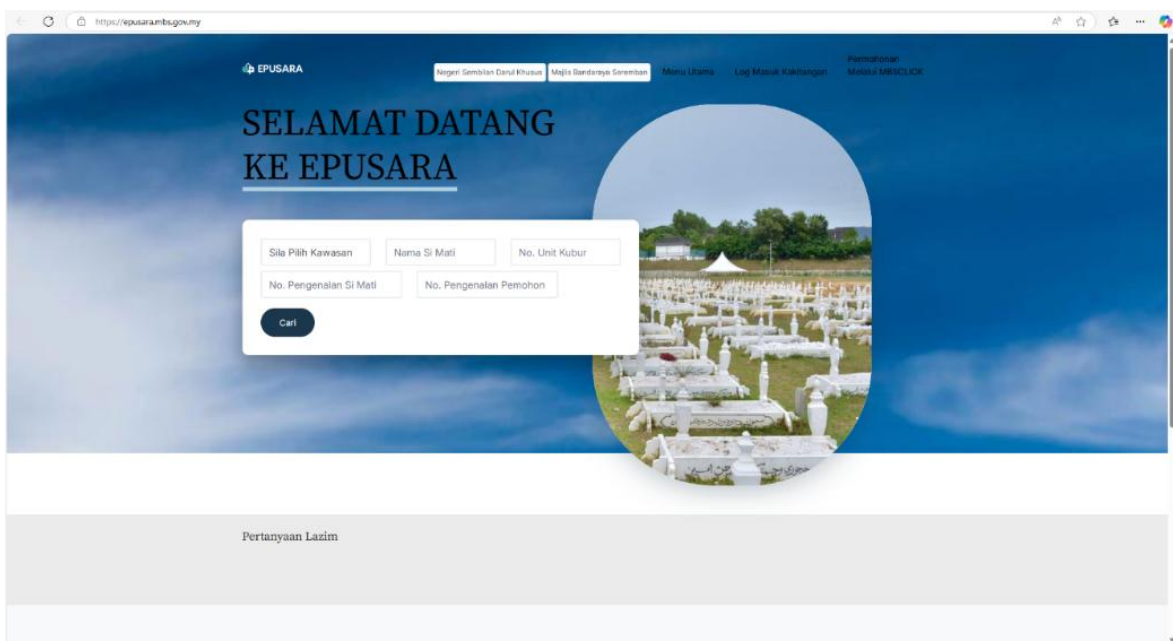 https://epusara.mbs.gov.my
EPUSARA
Negeri Sembilan Darul Khusus
Majlis Bandaraya Seremban
Menu Utama
Log Masuk Kakitangan
Permohonan
Melalui MBSCLICK
SELAMAT DATANG
KE EPUSARA
Sila Pilih Kawasan
Nama Si Mati
No. Unit Kubur
No. Pengenalan Si Mati
No. Pengenalan Pemohon
Cari
Pertanyaan Lazim